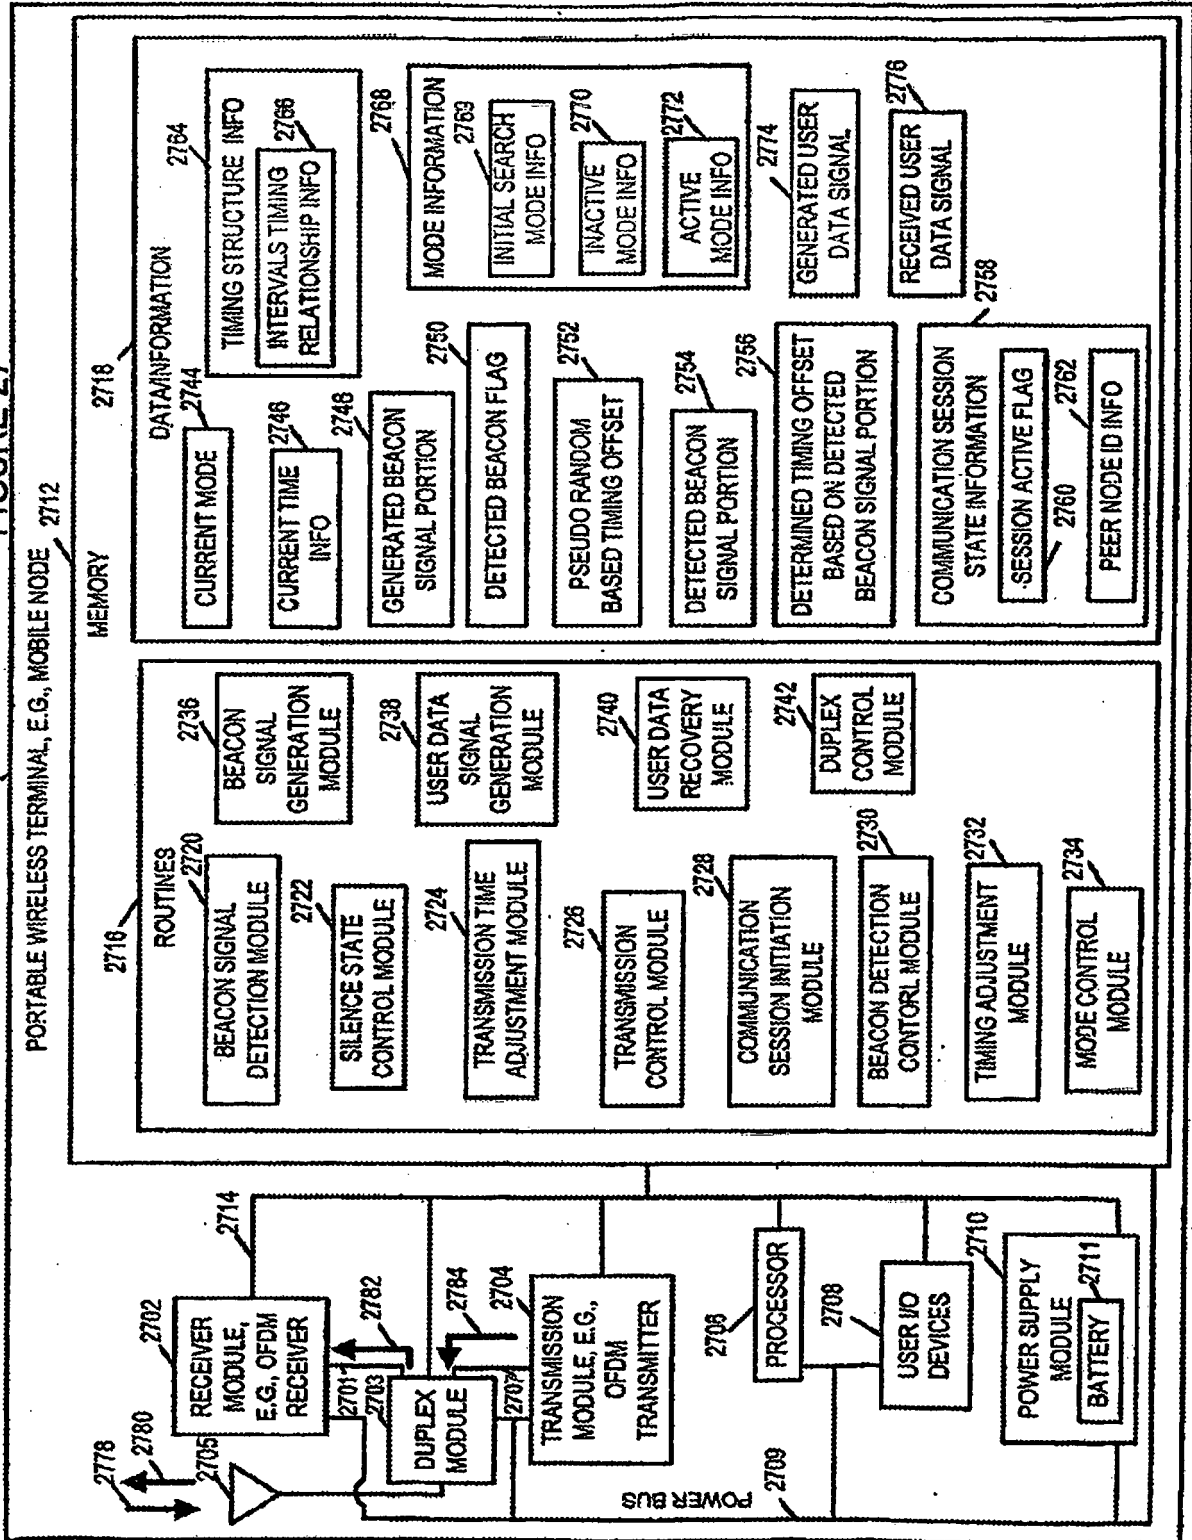 PORTABLE WIRELESS TERMINAL, E.G., MOBILE NODE
2712
MEMORY
2716
ROUTINES
2720
BEACON SIGNAL
DETECTION MODULE
2722
SILENCE STATE
CONTROL MODULE
2724
TRANSMISSION TIME
ADJUSTMENT MODULE
2726
TRANSMISSION
CONTROL MODULE
2728
COMMUNICATION
SESSION INITIATION
MODULE
2730
BEACON DETECTION
CONTORL MODULE
2732
TIMING ADJUSTMENT
MODULE
2734
MODE CONTROL
MODULE
2736
BEACON
SIGNAL
GENERATION
MODULE
2738
USER DATA
SIGNAL
GENERATION
MODULE
2740
USER DATA
RECOVERY
MODULE
2742
DUPLEX
CONTROL
MODULE
2718
DATA/INFORMATION
2744
CURRENT MODE
2746
CURRENT TIME
INFO
2748
GENERATED BEACON
SIGNAL PORTION
2750
DETECTED BEACON FLAG
2752
PSEUDO RANDOM
BASED TIMING OFFSET
2754
DETECTED BEACON
SIGNAL PORTION
2756
DETERMINED TIMING OFFSET
BASED ON DETECTED
BEACON SIGNAL PORTION
2758
COMMUNICATION SESSION
STATE INFORMATION
SESSION ACTIVE FLAG
2760
2762
PEER NODE ID INFO
2764
TIMING STRUCTURE INFO
2766
INTERVALS TIMING
RELATIONSHIP INFO
2768
MODE INFORMATION
2769
INITIAL SEARCH
MODE INFO
2770
INACTIVE
MODE INFO
2772
ACTIVE
MODE INFO
2774
GENERATED USER
DATA SIGNAL
2776
RECEIVED USER
DATA SIGNAL
2778
2780
2705
2702
RECEIVER
MODULE,
E.G., OFDM
RECEIVER
2714
2701
2703
2782
DUPLEX
MODULE
2784
2707
2704
TRANSMISSION
MODULE, E.G.,
OFDM
TRANSMITTER
2706
PROCESSOR
2708
USER I/O
DEVICES
2710
POWER SUPPLY
MODULE
2711
BATTERY
POWER BUS
2709